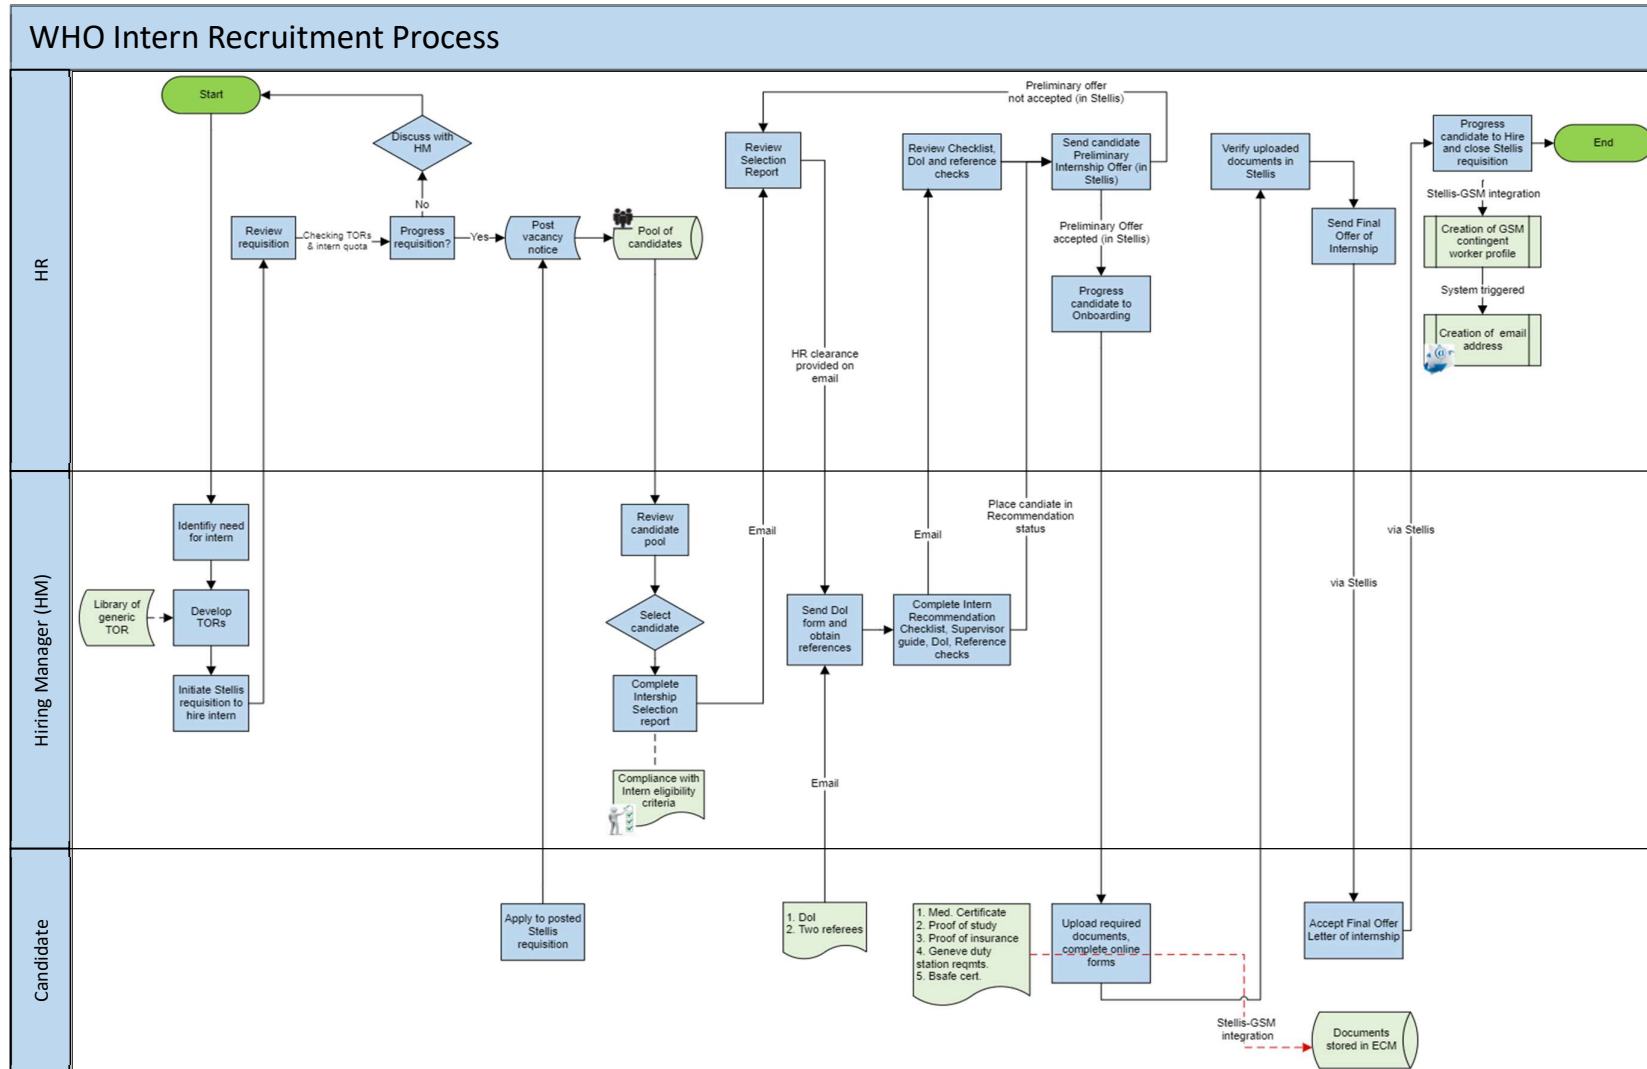 WHO Intern Recruitment Process
HR
Start
Discuss with
HM
No
Review
requisition
Checking TORs
& intern quota
Progress
requisition?
Yes
Post
vacancy
notice
Pool of
candidates
Review
Selection
Report
HR clearance
provided on
email
Preliminary offer
not accepted (in Stellis)
Review Checklist,
DoI and reference
checks
Send candidate
Preliminary
Internship Offer (in
Stellis)
Preliminary Offer
accepted (in Stellis)
Progress
candidate to
Onboarding
Verify uploaded
documents in
Stellis
Send Final
Offer of
Internship
Progress
candidate to Hire
and close Stellis
requisition
End
Stellis-GSM integration
Creation of GSM
contingent
worker profile
System triggered
Creation of email
address
@
Hiring Manager (HM)
Identifiy need
for intern
Library of
generic
TOR
Develop
TORs
Initiate Stellis
requisition to
hire intern
Review
candidate
pool
Select
candidate
Complete
Intership
Selection
report
Compliance with
Intern eligibility
criteria
Email
Send DoI
form and
obtain
references
Email
Email
Complete Intern
Recommendation
Checklist, Supervisor
guide, DoI, Reference
checks
Place candiate in
Recommendation
status
via Stellis
via Stellis
Candidate
Apply to posted
Stellis
requisition
1. DoI
2. Two referees
1. Med. Certificate
2. Proof of study
3. Proof of insurance
4. Geneve duty
station reqmts.
5. Bsafe cert.
Upload required
documents,
complete online
forms
Stellis-GSM
integration
Accept Final Offer
Letter of internship
Documents
stored in ECM